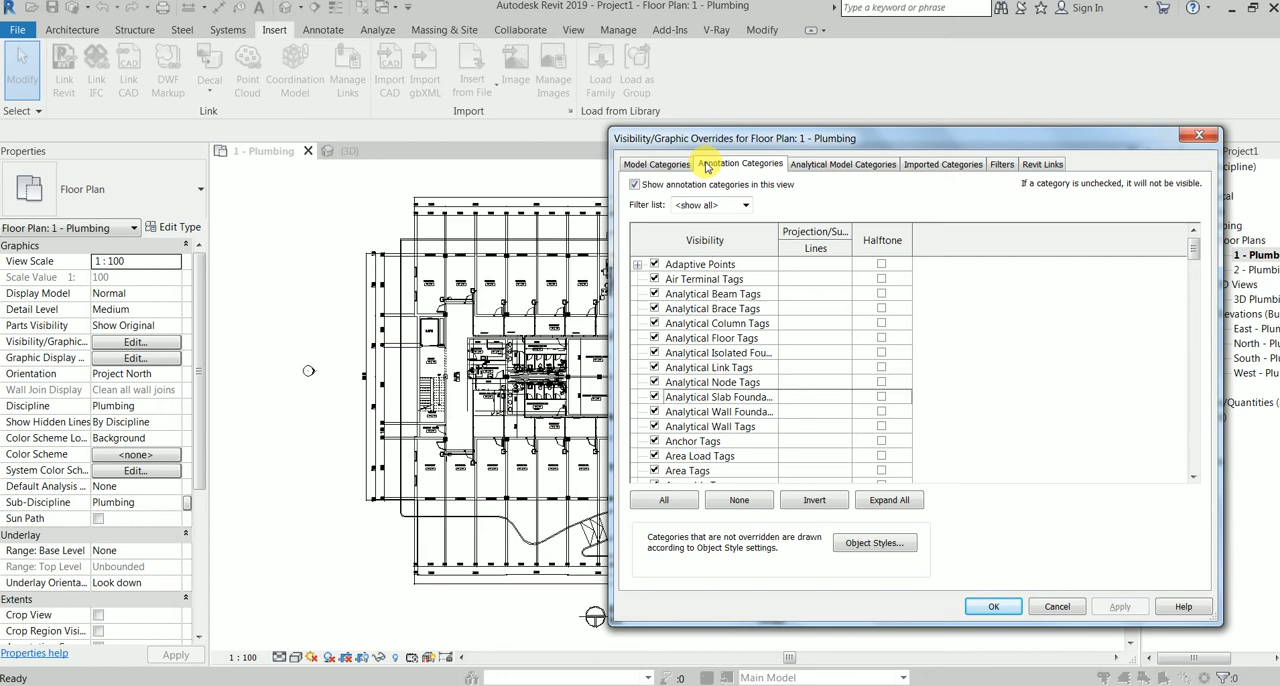 Autodesk Revit 2019 - Project1 - Floor Plan: 1 - Plumbing
Type a keyword or phrase
Sign In
File Architecture Structure Steel Systems Insert Annotate Analyze Massing & Site Collaborate View Manage Add-Ins V-Ray Modify
Modify
Link Revit
Link IFC
Link CAD
DWF Markup
Decal
Point Cloud
Coordination Model
Manage Links
Import CAD
Import gbXML
Insert from File
Image
Manage Images
Load Family
Load as Group
Select
Link
Import
Load from Library
Properties
1 - Plumbing
{3D}
Floor Plan
Floor Plan: 1 - Plumbing
Edit Type
Graphics
View Scale 1 : 100
Scale Value 1: 100
Display Model Normal
Detail Level Medium
Parts Visibility Show Original
Visibility/Graphic... Edit...
Graphic Display ... Edit...
Orientation Project North
Wall Join Display Clean all wall joins
Discipline Plumbing
Show Hidden Lines By Discipline
Color Scheme Lo... Background
Color Scheme <none>
System Color Sch... Edit...
Default Analysis ... None
Sub-Discipline Plumbing
Sun Path
Underlay
Range: Base Level None
Range: Top Level Unbounded
Underlay Orienta... Look down
Extents
Crop View
Crop Region Visi...
Properties help
Apply
Visibility/Graphic Overrides for Floor Plan: 1 - Plumbing
Model Categories Annotation Categories Analytical Model Categories Imported Categories Filters Revit Links
Show annotation categories in this view
If a category is unchecked, it will not be visible.
Filter list: <show all>
Visibility
Projection/Su...
Lines
Halftone
Adaptive Points
Air Terminal Tags
Analytical Beam Tags
Analytical Brace Tags
Analytical Column Tags
Analytical Floor Tags
Analytical Isolated Fou...
Analytical Link Tags
Analytical Node Tags
Analytical Slab Founda...
Analytical Wall Founda...
Analytical Wall Tags
Anchor Tags
Area Load Tags
Area Tags
All None Invert Expand All
Categories that are not overridden are drawn
according to Object Style settings.
Object Styles...
OK Cancel Apply Help
Project1
cipline)
al
ing
or Plans
1 - Plumb
2 - Plumbi
D Views
3D Plumbi
evations (Bu
East - Plu
North - Pl
South - Pl
West - Plu
/Quantities (
1 : 100
Ready
:0
Main Model
:0